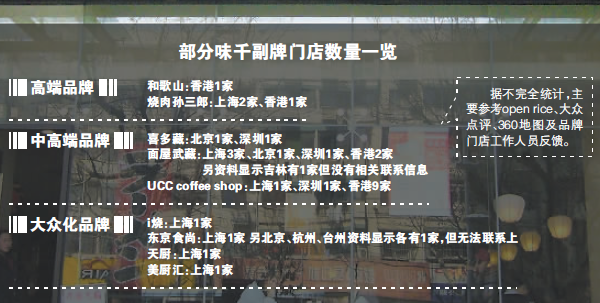 部分味千副牌门店数量一览
高端品牌
和歌山：香港1家
烧肉孙三郎：上海2家、香港1家
据不完全统计，主
要参考open rice、大众
点评、360地图及品牌
门店工作人员反馈。
中高端品牌
喜多藏：北京1家、深圳1家
面屋武藏：上海3家、北京1家、深圳1家、香港2家
另资料显示吉林有1家但没有相关联系信息
UCC coffee shop：上海1家、深圳1家、香港9家
大众化品牌
i烧：上海1家
东京食尚：上海1家 另北京、杭州、台州资料显示各有1家，但无法联系上
天厨：上海1家
美厨汇：上海1家